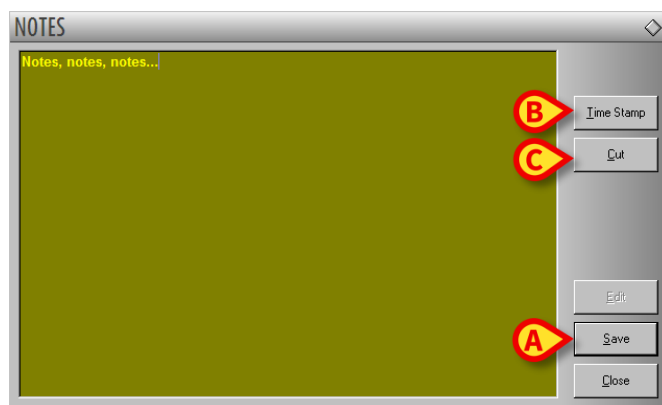 NOTES
Notes, notes, notes...
B
Time Stamp
C
Cut
Edit
A
Save
Close